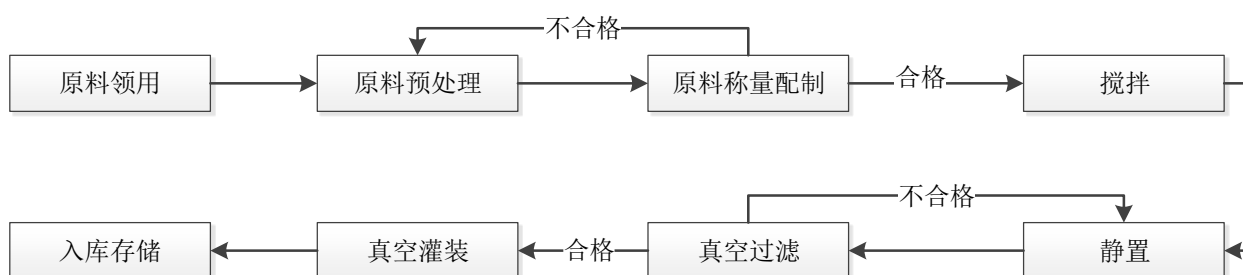 不合格
原料领用
原料预处理
原料称量配制
合格
搅拌
不合格
入库存储
真空灌装
合格
真空过滤
静置